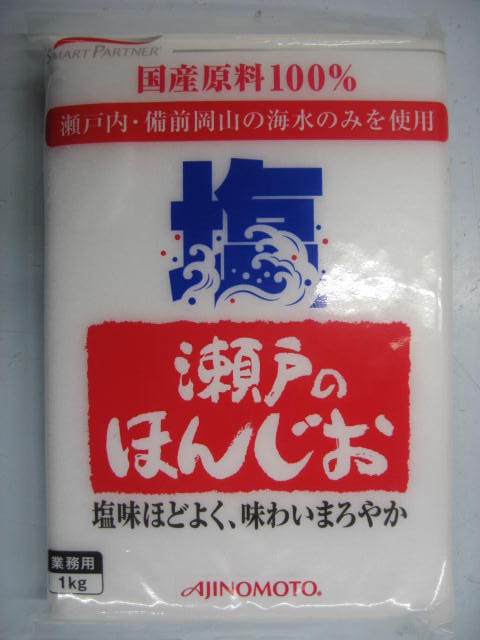 SMART PARTNER
国産原料100%
瀬戸内・備前岡山の海水のみを使用
塩
瀬戸の
ほんじお
塩味ほどよく、味わいまろやか
業務用
1kg
AJINOMOTO®